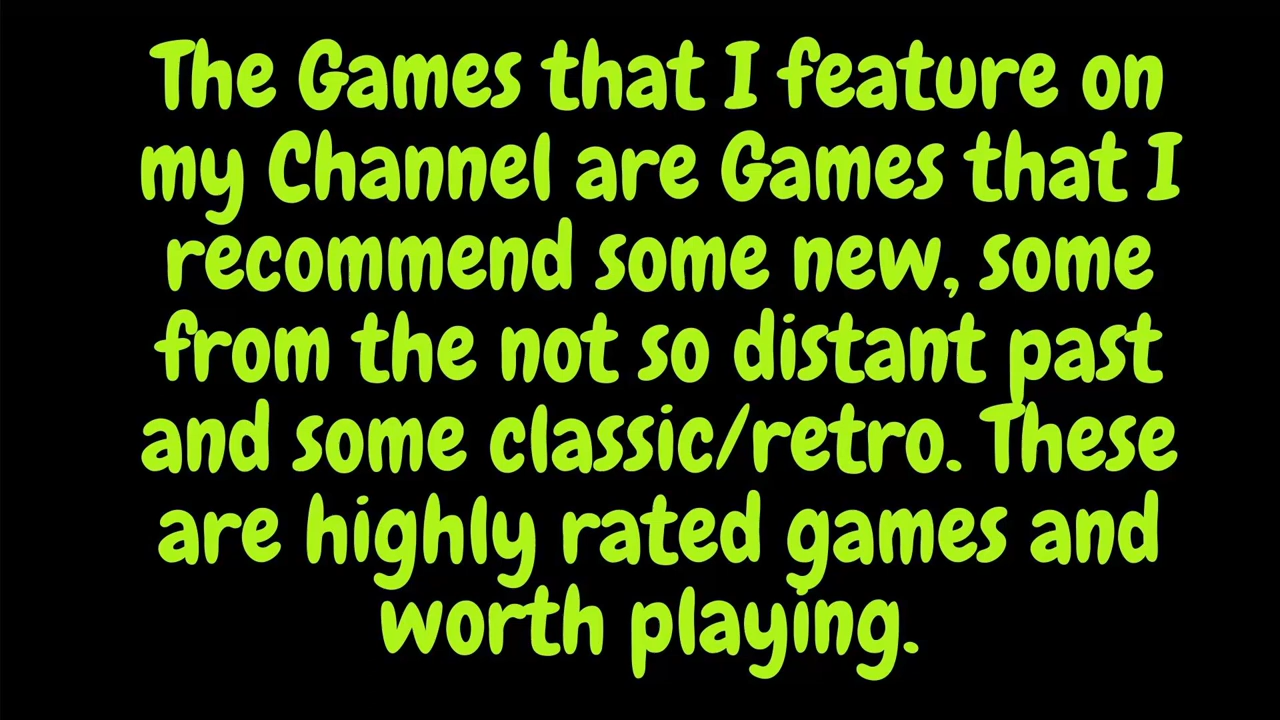 The Games that I feature on
my Channel are Games that I
recommend some new, some
from the not so distant past
and some classic/retro. These
are highly rated games and
worth playing.